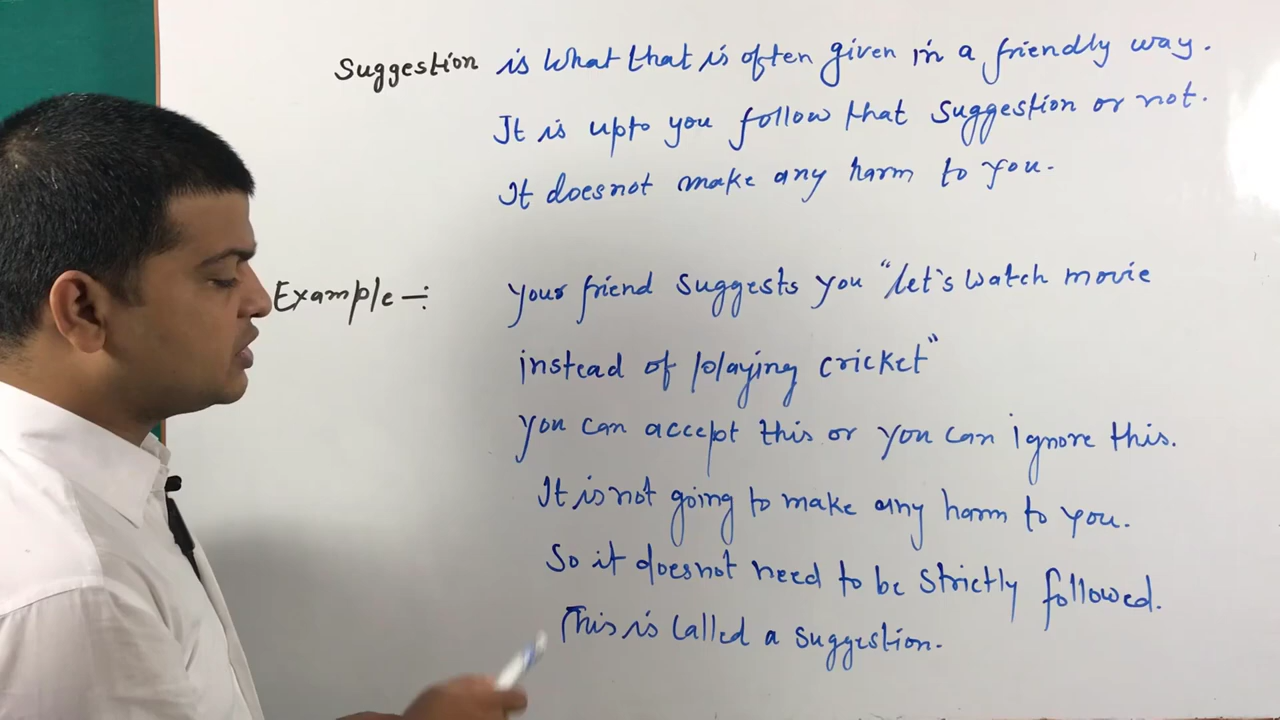 Suggestion is what that is often given in a friendly way.
It is upto you follow that suggestion or not.
It doesnot make any harm to you.
Example :- your friend suggests you "let's watch movie
instead of playing cricket"
you can accept this or you can ignore this.
It is not going to make any harm to you.
So it doesnot need to be strictly followed.
This is called a suggestion.